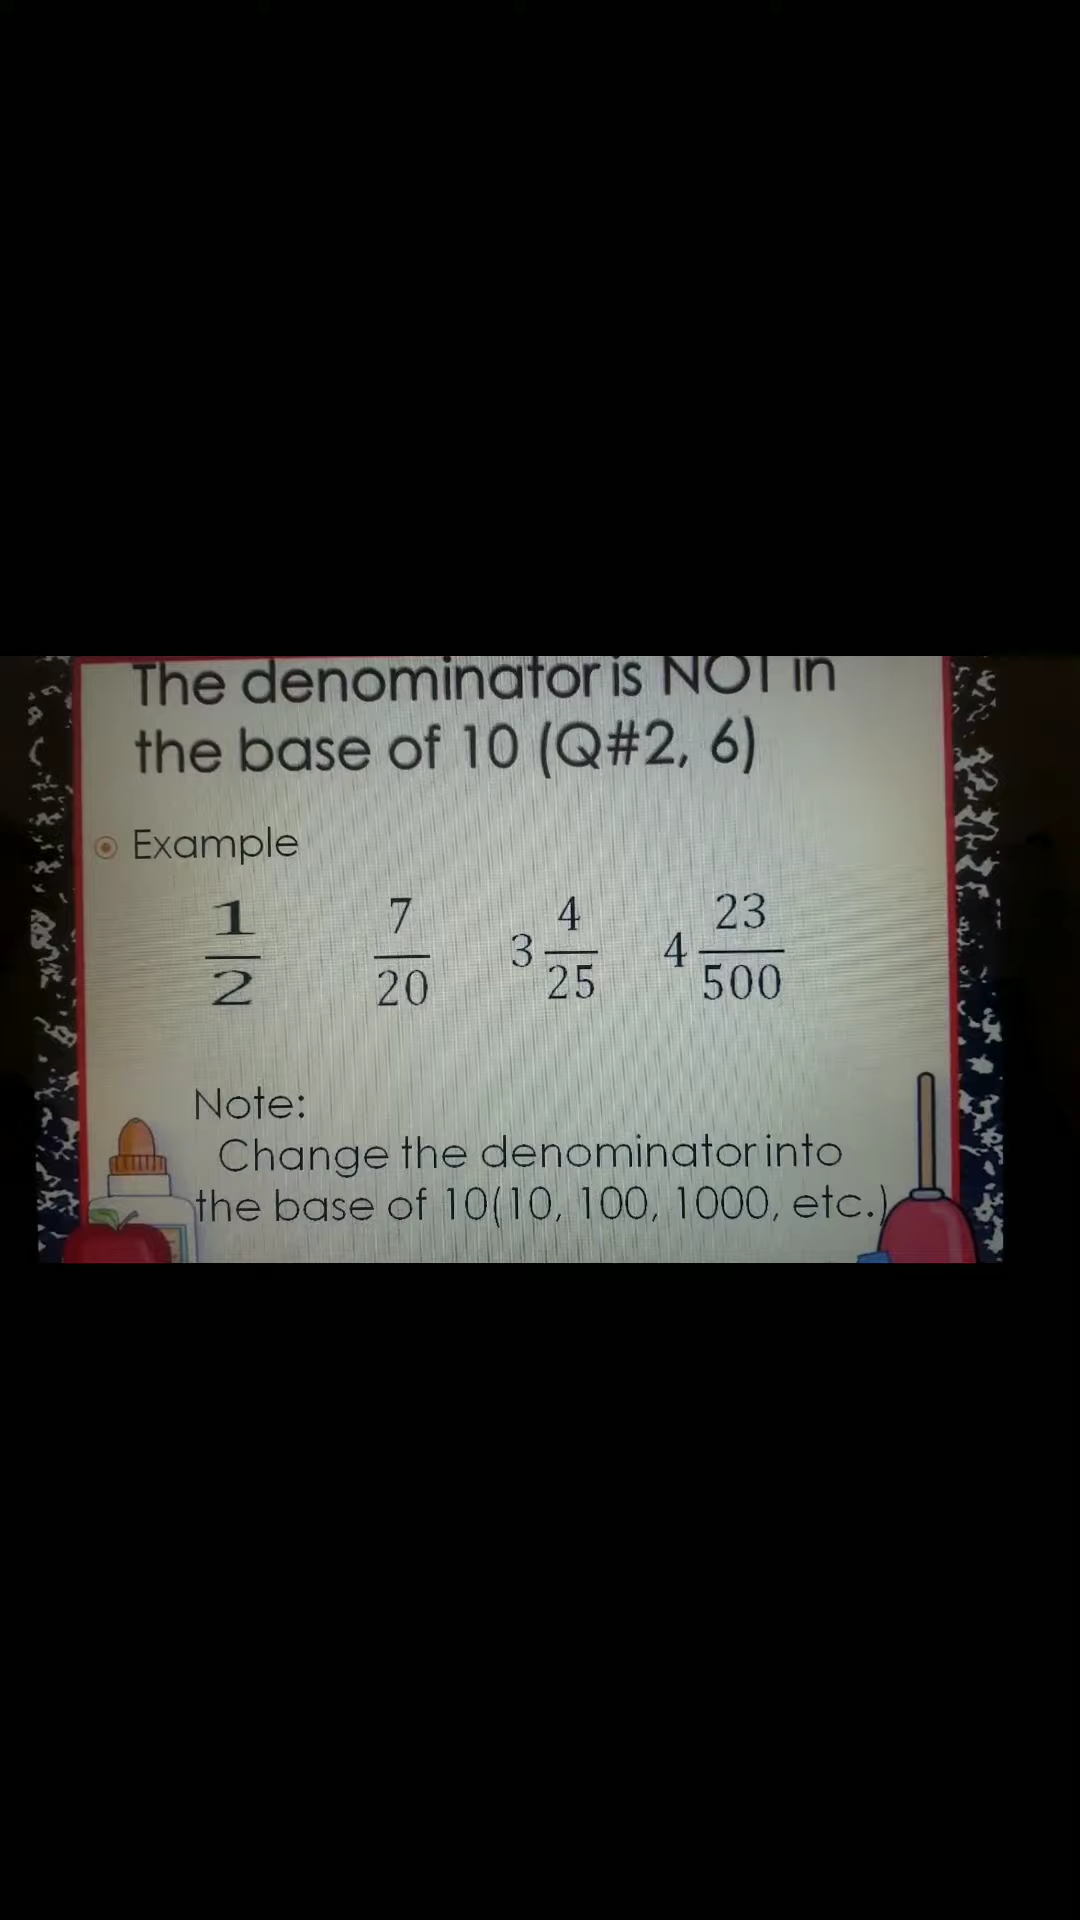 The denominator is NOT in
the base of 10 (Q#2, 6)
Example
1/2 7/20 3 4/25 4 23/500
Note:
Change the denominator into
the base of 10(10, 100, 1000, etc.)